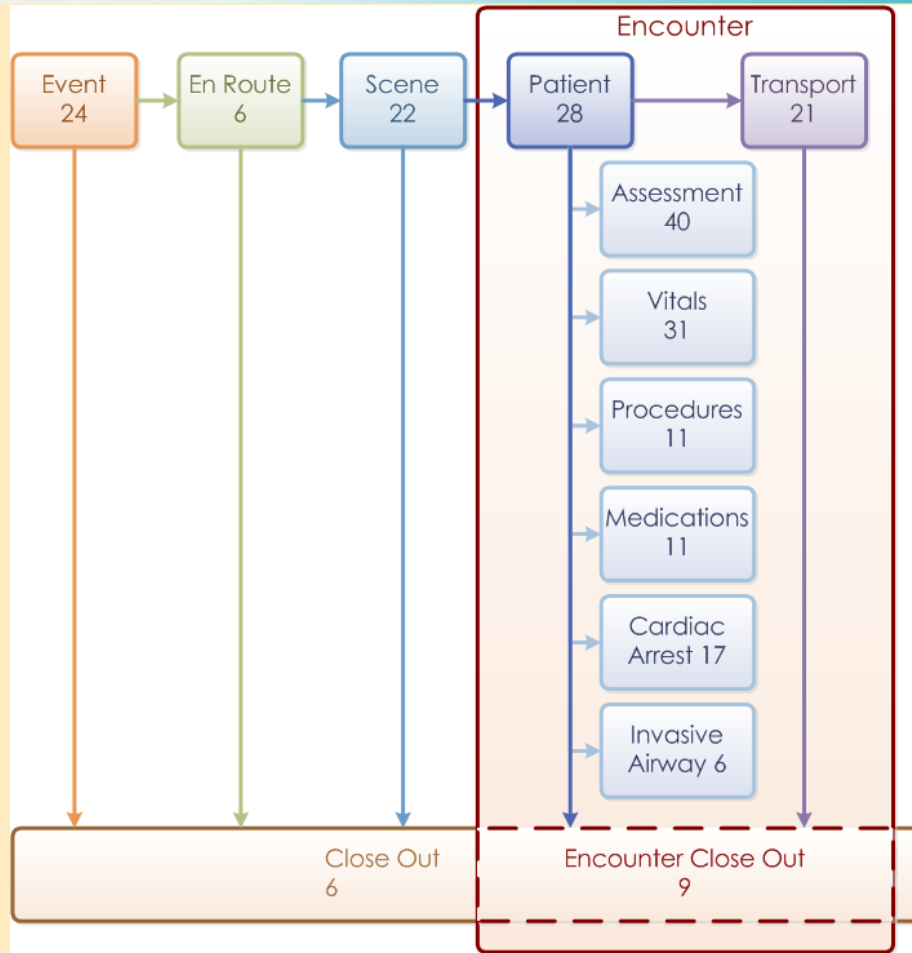 Encounter
Event
24
En Route
6
Scene
22
Patient
28
Transport
21
Assessment
40
Vitals
31
Procedures
11
Medications
11
Cardiac
Arrest 17
Invasive
Airway 6
Close Out
6
Encounter Close Out
9